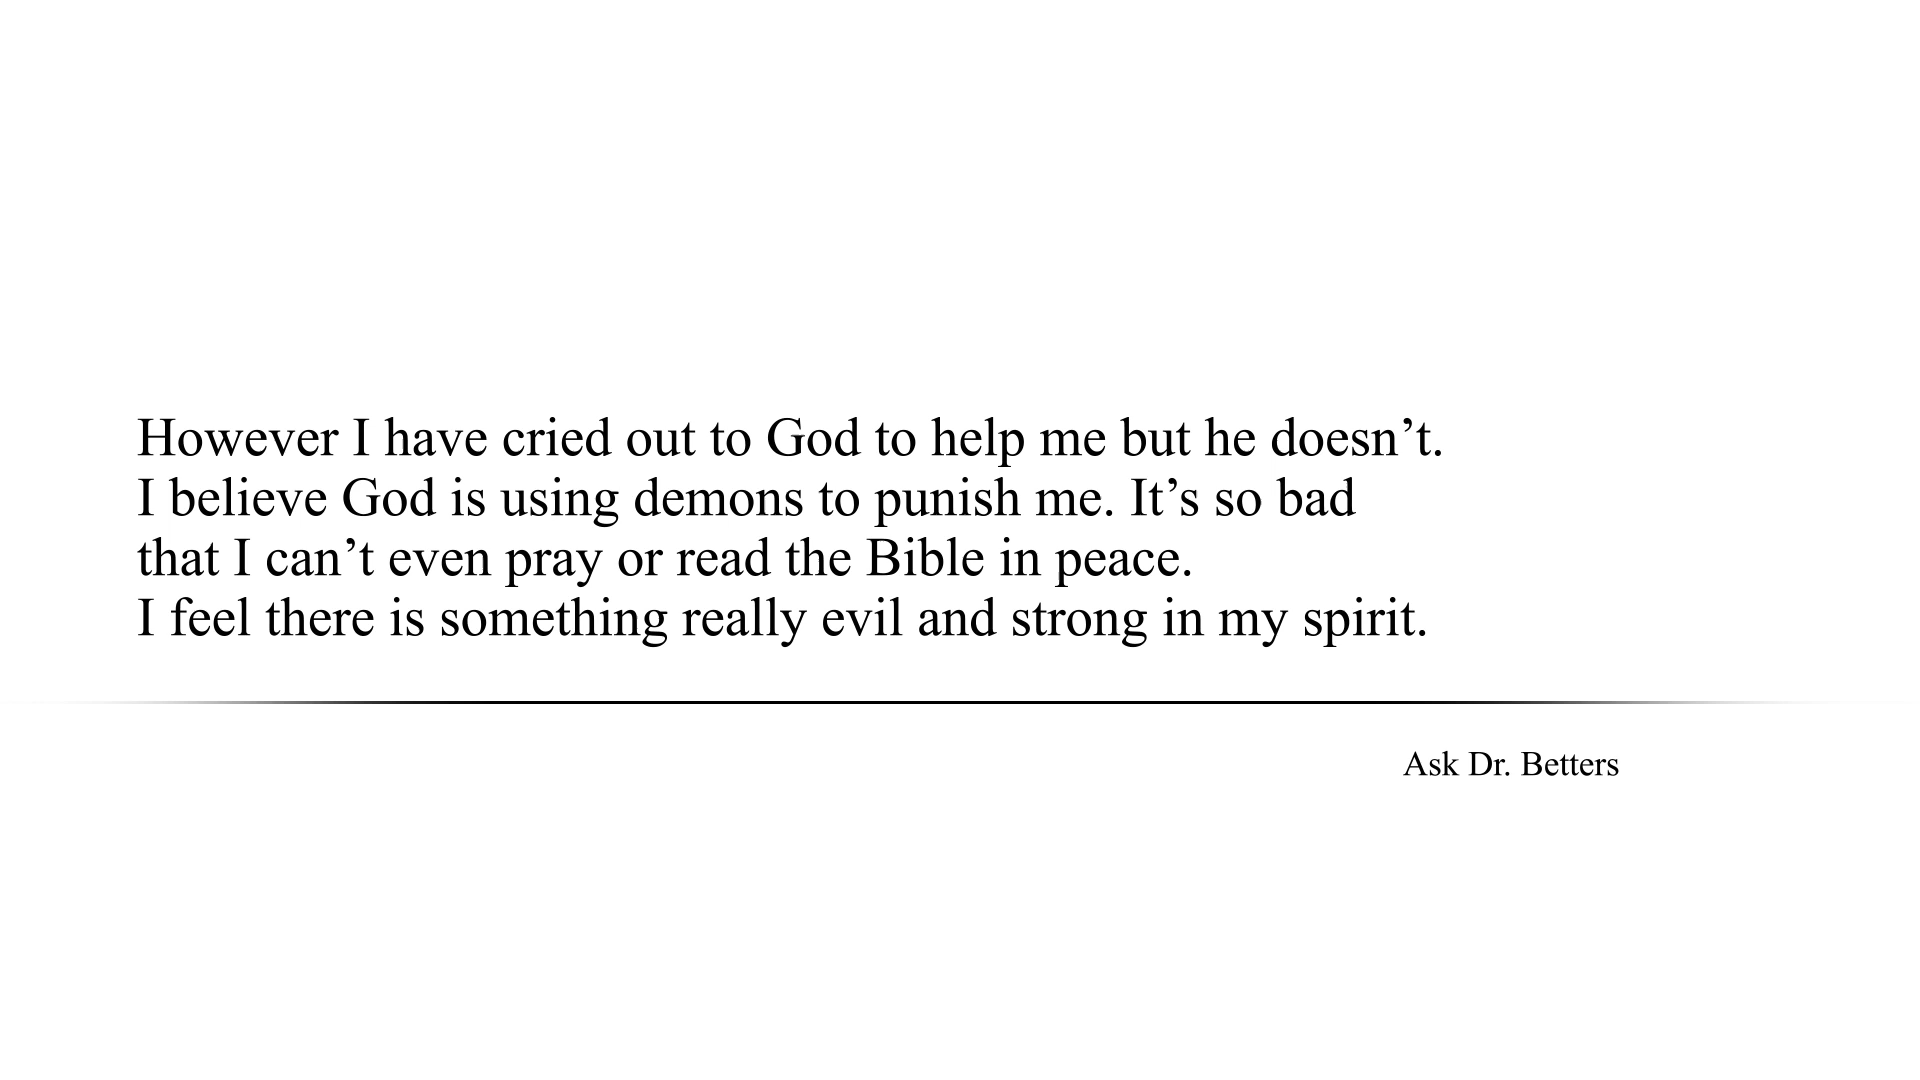 However I have cried out to God to help me but he doesn’t.
I believe God is using demons to punish me. It’s so bad
that I can’t even pray or read the Bible in peace.
I feel there is something really evil and strong in my spirit.
Ask Dr. Betters